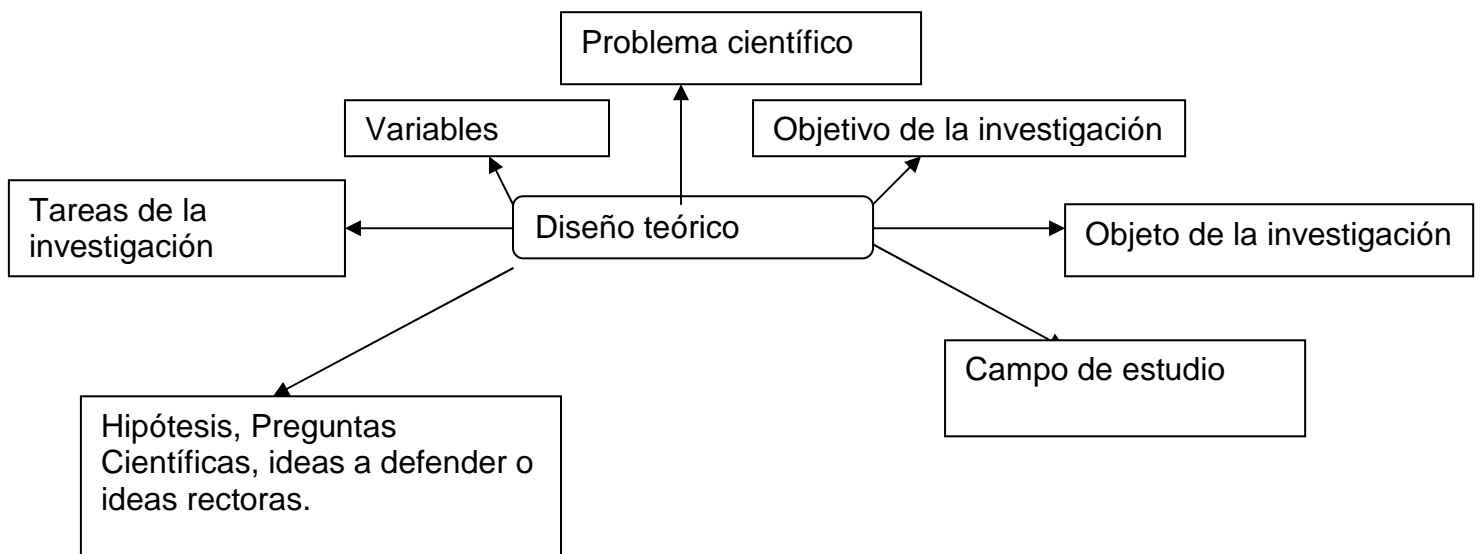 Problema científico
Variables
Objetivo de la investigación
Tareas de la
investigación
Diseño teórico
Objeto de la investigación
Campo de estudio
Hipótesis, Preguntas
Científicas, ideas a defender o
ideas rectoras.